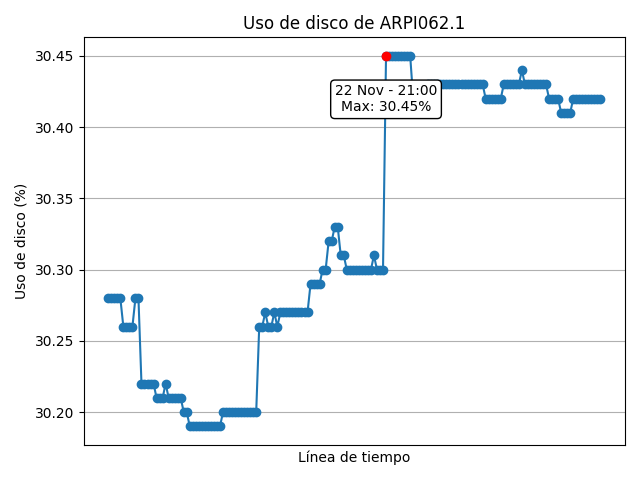 Uso de disco de ARPI062.1
30.45
30.40
30.35
30.30
30.25
30.20
Uso de disco (%)
22 Nov - 21:00
Max: 30.45%
Línea de tiempo